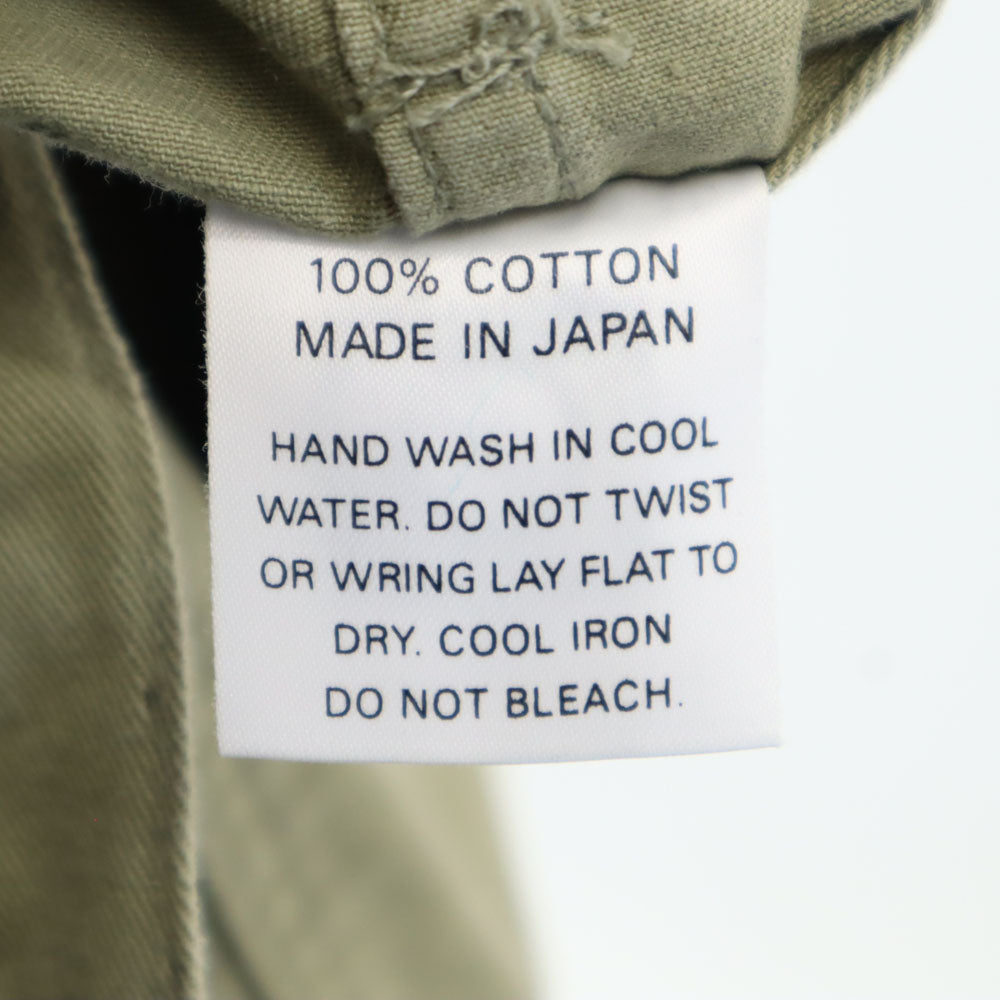 100% COTTON
MADE IN JAPAN
HAND WASH IN COOL
WATER. DO NOT TWIST
OR WRING LAY FLAT TO
DRY. COOL IRON
DO NOT BLEACH.